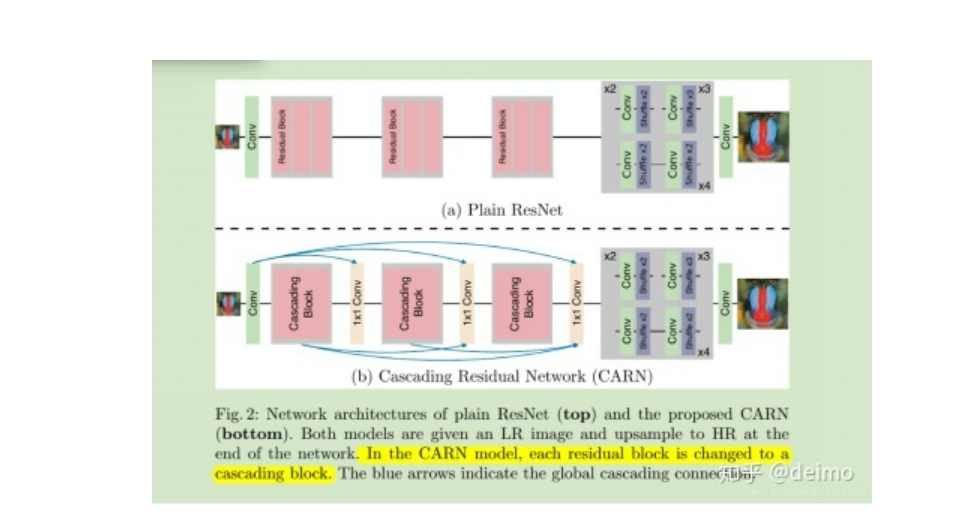 Conv
Residual Block
Residual Block
Residual Block
x2
Conv
Shuffle x2
Conv
Shuffle x3
x3
Conv
Shuffle x2
Conv
Shuffle x2
x4
Conv
(a) Plain ResNet
Conv
Cascading
Block
1x1 Conv
Cascading
Block
1x1 Conv
Cascading
Block
1x1 Conv
x2
Conv
Shuffle x2
Conv
Shuffle x3
x3
Conv
Shuffle x2
Conv
Shuffle x2
x4
Conv
(b) Cascading Residual Network (CARN)
Fig. 2: Network architectures of plain ResNet (top) and the proposed CARN
(bottom). Both models are given an LR image and upsample to HR at the
end of the network. In the CARN model, each residual block is changed to a
cascading block. The blue arrows indicate the global cascading connection.
知乎 @deimo